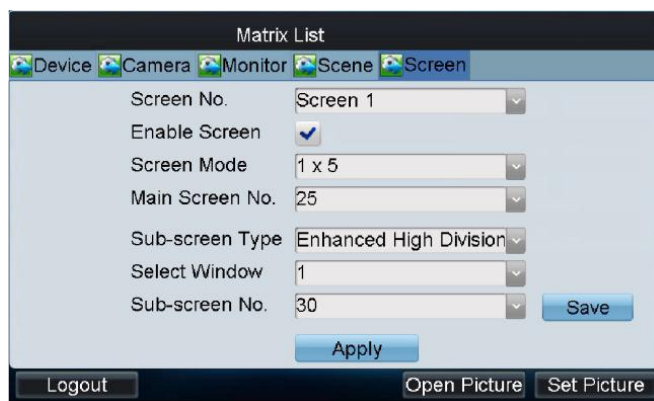 Matrix List
Device Camera Monitor Scene Screen
Screen No. Screen 1
Enable Screen
Screen Mode 1 x 5
Main Screen No. 25
Sub-screen Type Enhanced High Division
Select Window 1
Sub-screen No. 30 Save
Apply
Logout Open Picture Set Picture